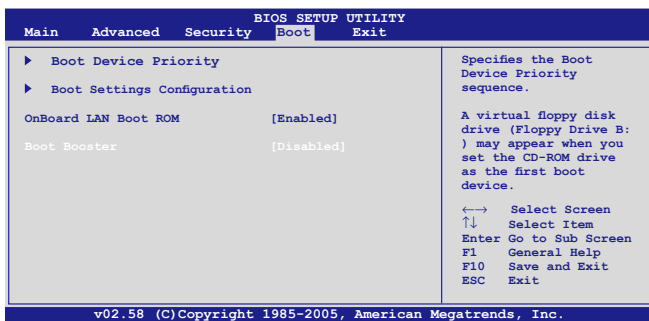 BIOS SETUP UTILITY
Main Advanced Security Boot Exit
Boot Device Priority
Boot Settings Configuration
OnBoard LAN Boot ROM [Enabled]
Boot Booster [Disabled]
Specifies the Boot
Device Priority
sequence.
A virtual floppy disk
drive (Floppy Drive B:
) may appear when you
set the CD-ROM drive
as the first boot
device.
←→ Select Screen
↑↓ Select Item
Enter Go to Sub Screen
F1 General Help
F10 Save and Exit
ESC Exit
v02.58 (C)Copyright 1985-2005, American Megatrends, Inc.